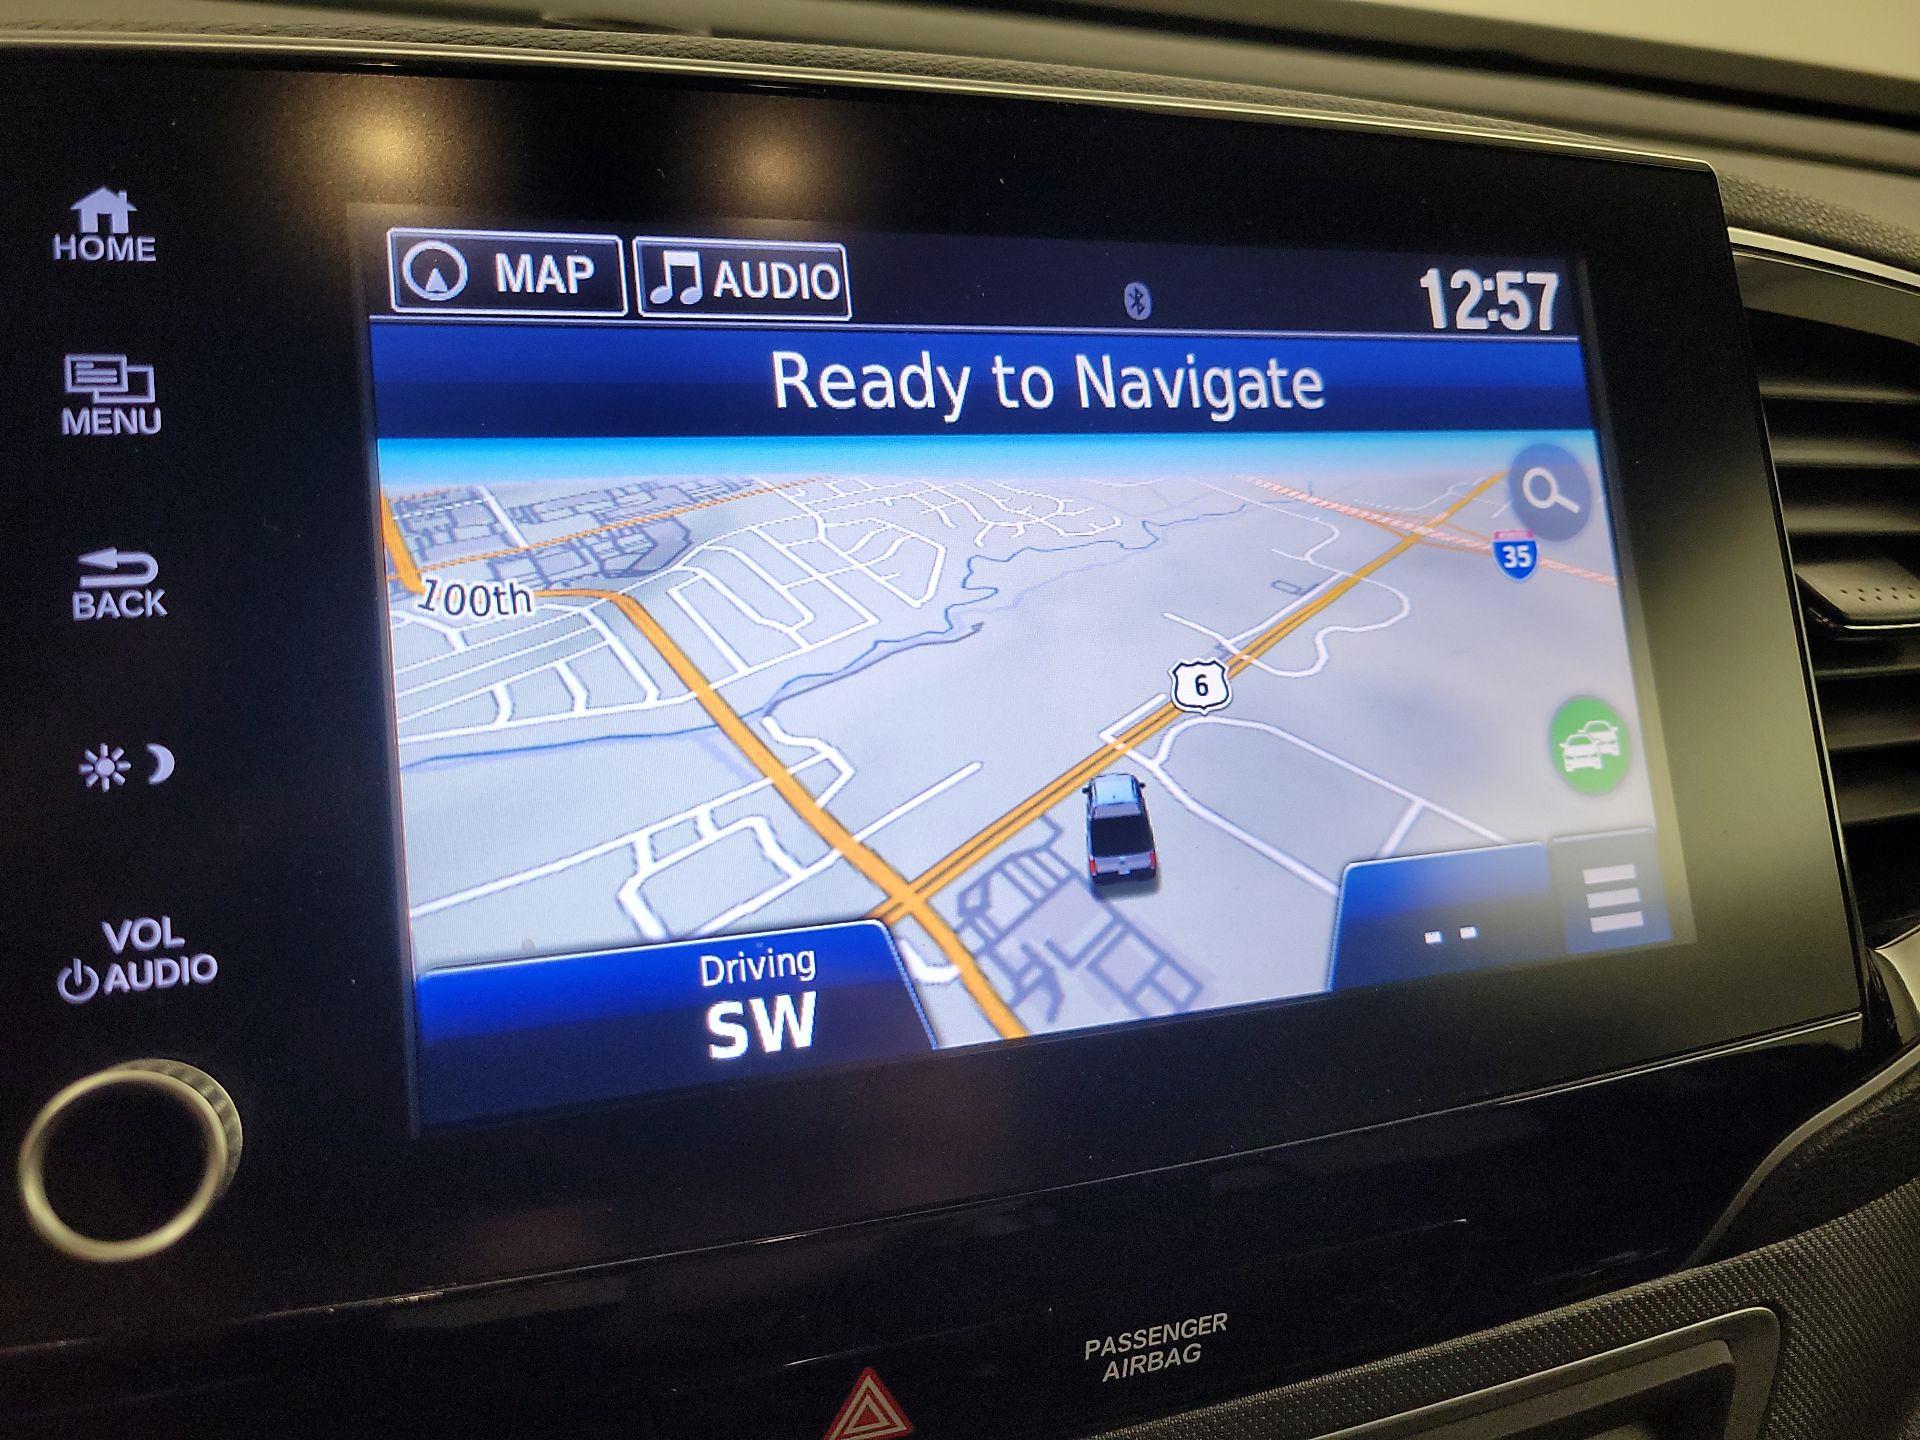 HOME
MENU
BACK
VOL
AUDIO
MAP
AUDIO
12:57
Ready to Navigate
100th
35
6
Driving
SW
--
PASSENGER
AIRBAG